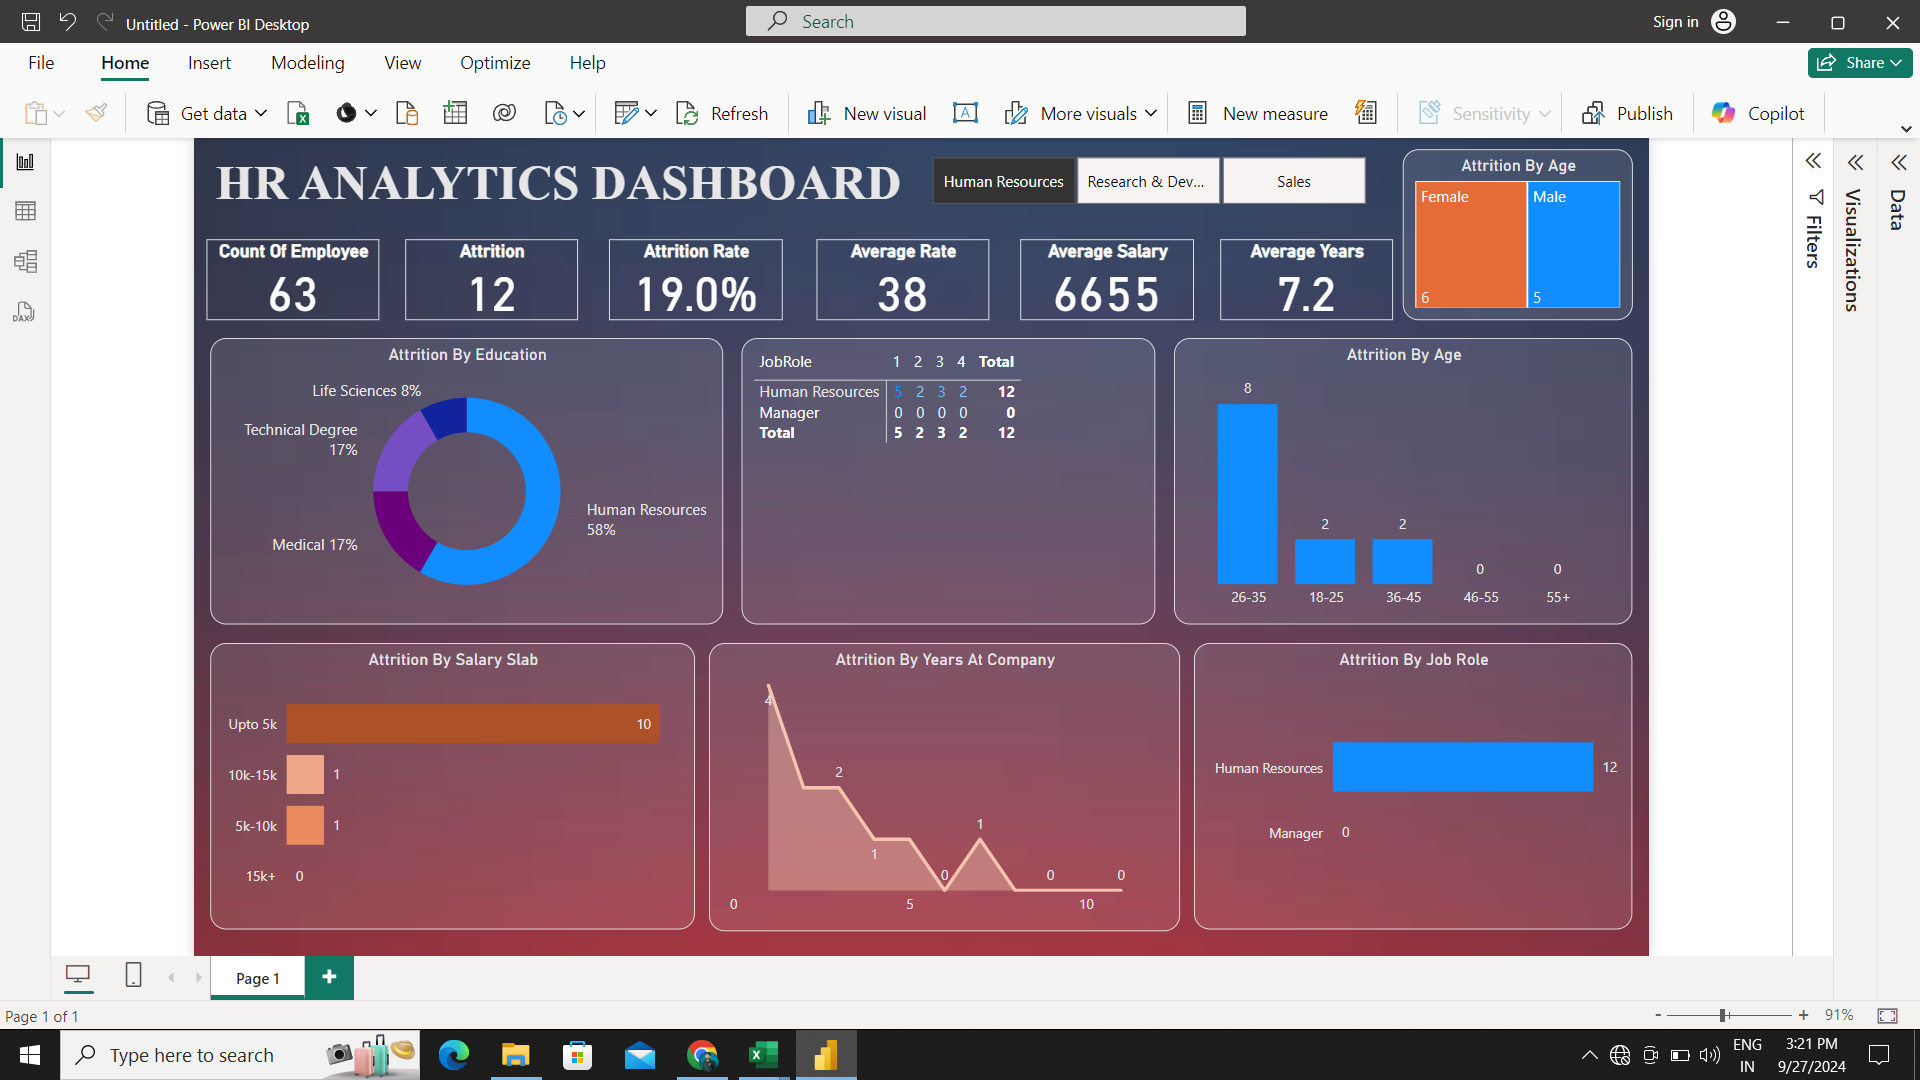 Untitled - Power BI Desktop
Search
Sign in
File Home Insert Modeling View Optimize Help
Share
Get data
Refresh
New visual
A
More visuals
New measure
Sensitivity
Publish
Copilot
DAX
HR ANALYTICS DASHBOARD
Human Resources
Research & Dev...
Sales
Attrition By Age
Female
Male
6
5
Count Of Employee
63
Attrition
12
Attrition Rate
19.0%
Average Rate
38
Average Salary
6655
Average Years
7.2
Filters
Visualizations
Data
Attrition By Education
Life Sciences 8%
Technical Degree
17%
Medical 17%
Human Resources
58%
JobRole 1 2 3 4 Total
Human Resources 5 2 3 2 12
Manager 0 0 0 0 0
Total 5 2 3 2 12
Attrition By Age
8
2
2
0
0
26-35 18-25 36-45 46-55 55+
Attrition By Salary Slab
Upto 5k 10
10k-15k 1
5k-10k 1
15k+ 0
Attrition By Years At Company
4
2
1
1
0
0
0
0 5 10
Attrition By Job Role
Human Resources 12
Manager 0
Page 1
+
Page 1 of 1
- + 91%
Type here to search
ENG
IN
3:21 PM
9/27/2024